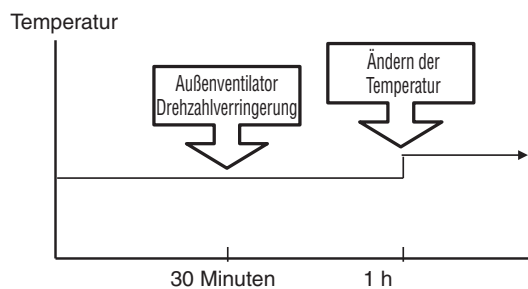 Temperatur
Außenventilator
Drehzahlverringerung
Ändern der
Temperatur
30 Minuten
1 h